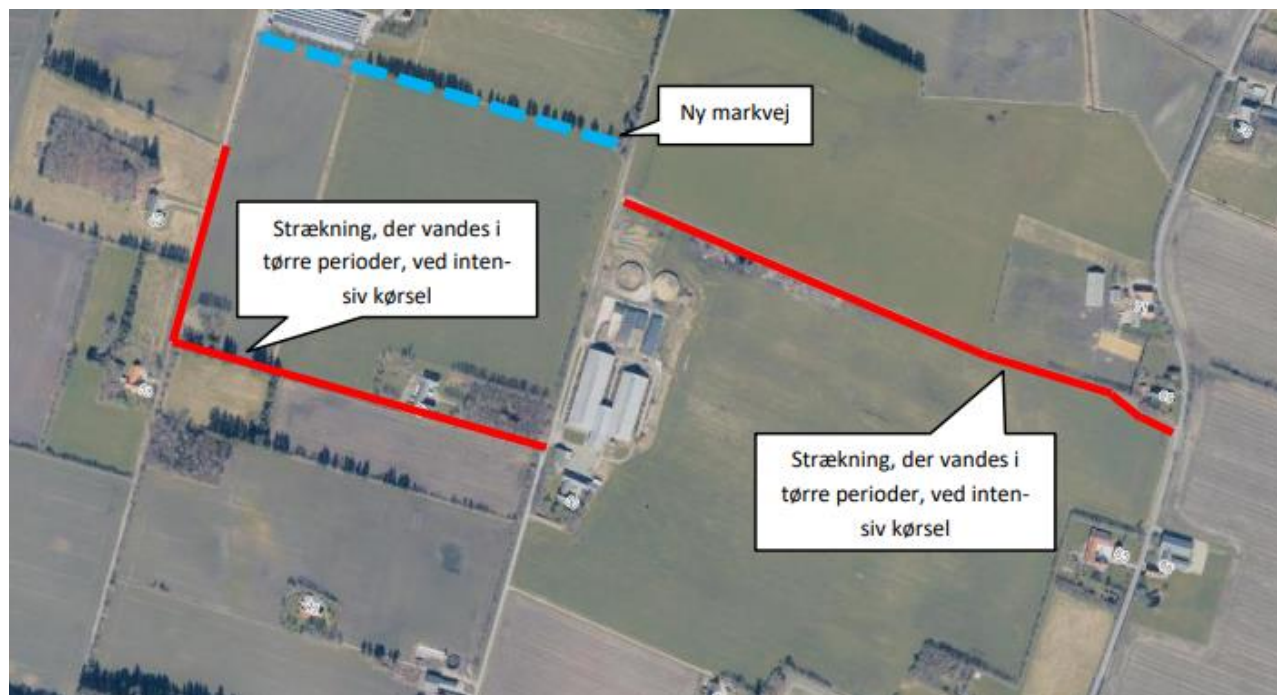 Ny markvej
Strækning, der vandes i
tørre perioder, ved inten-
siv kørsel
Strækning, der vandes i
tørre perioder, ved inten-
siv kørsel